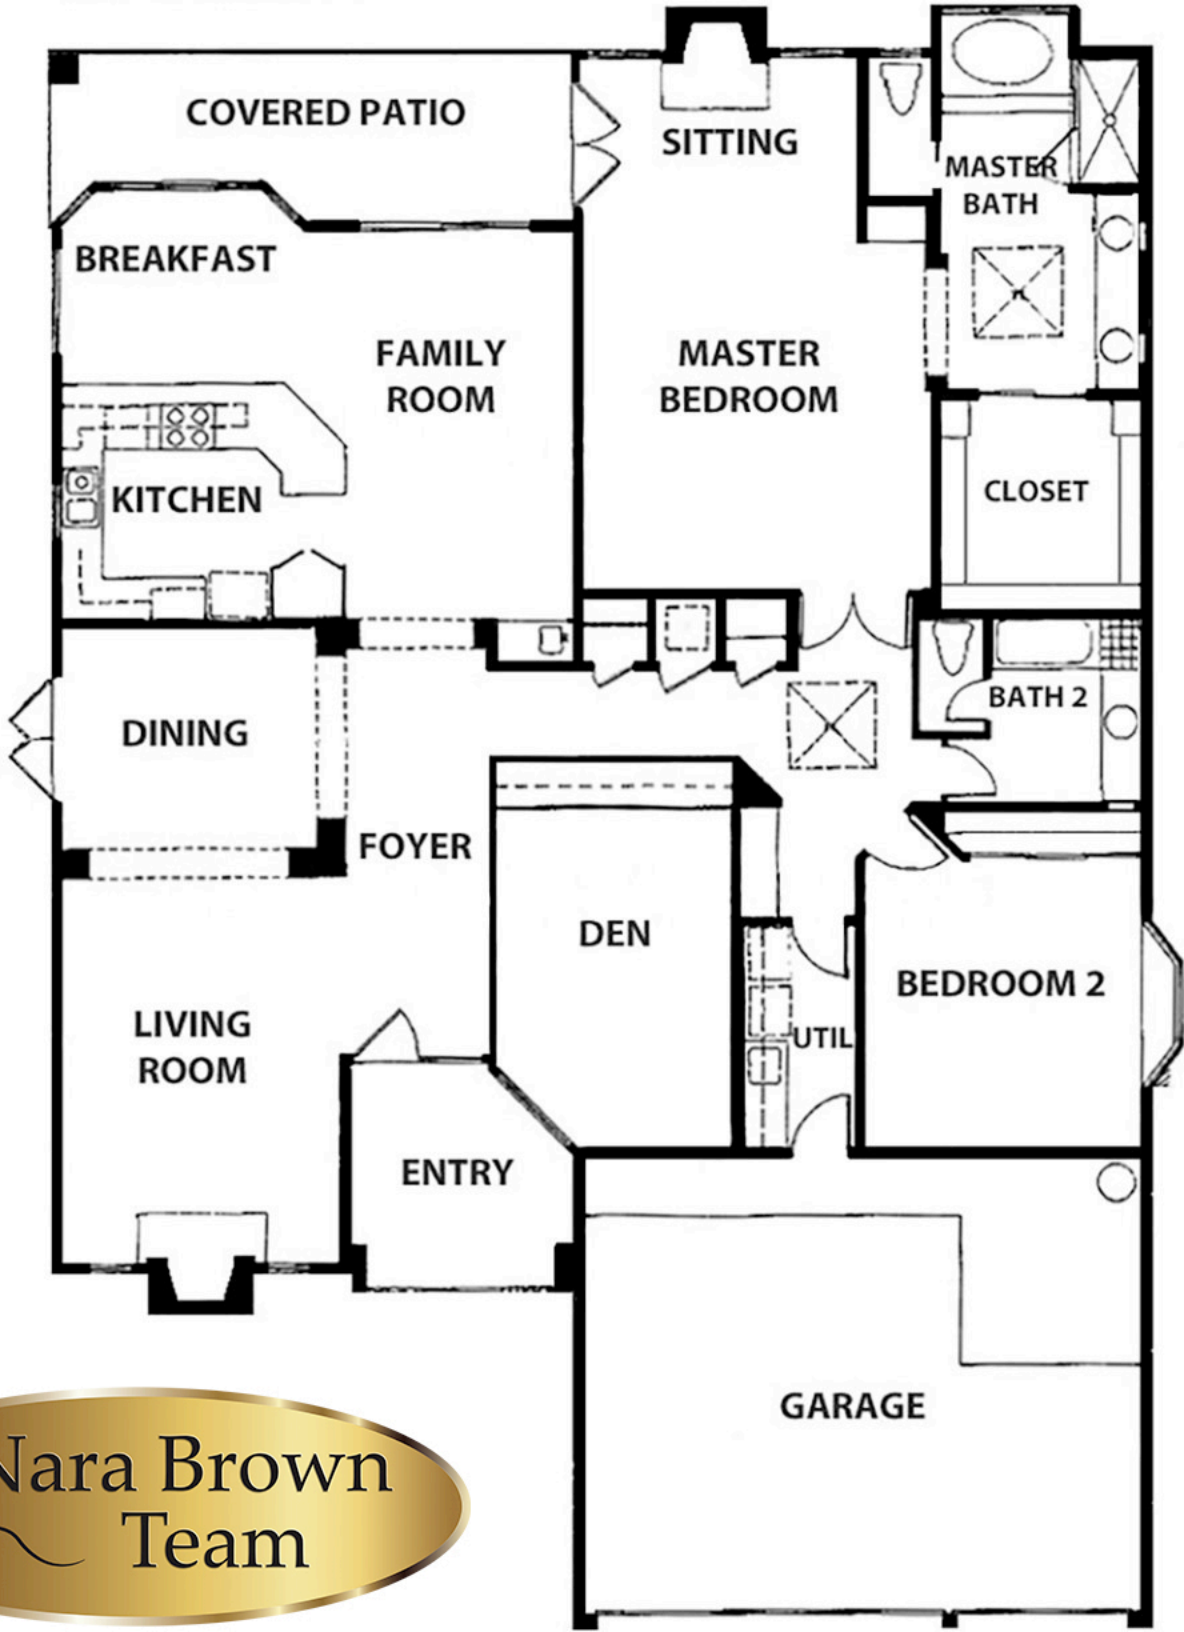 COVERED PATIO
SITTING
MASTER
BATH
BREAKFAST
FAMILY
ROOM
MASTER
BEDROOM
KITCHEN
CLOSET
DINING
BATH 2
FOYER
DEN
BEDROOM 2
LIVING
ROOM
UTIL
ENTRY
GARAGE
Nara Brown
Team